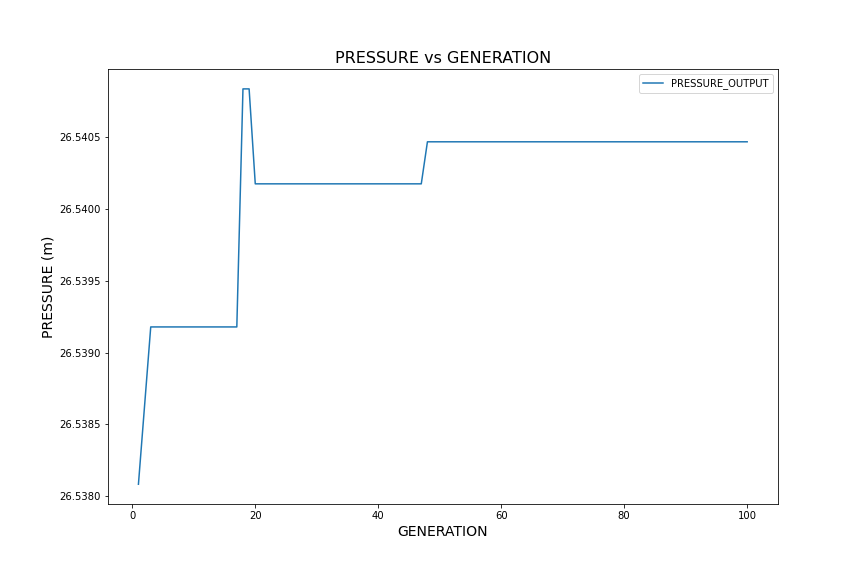 PRESSURE vs GENERATION
PRESSURE_OUTPUT
26.5405
26.5400
26.5395
26.5390
26.5385
26.5380
PRESSURE (m)
0 20 40 60 80 100
GENERATION